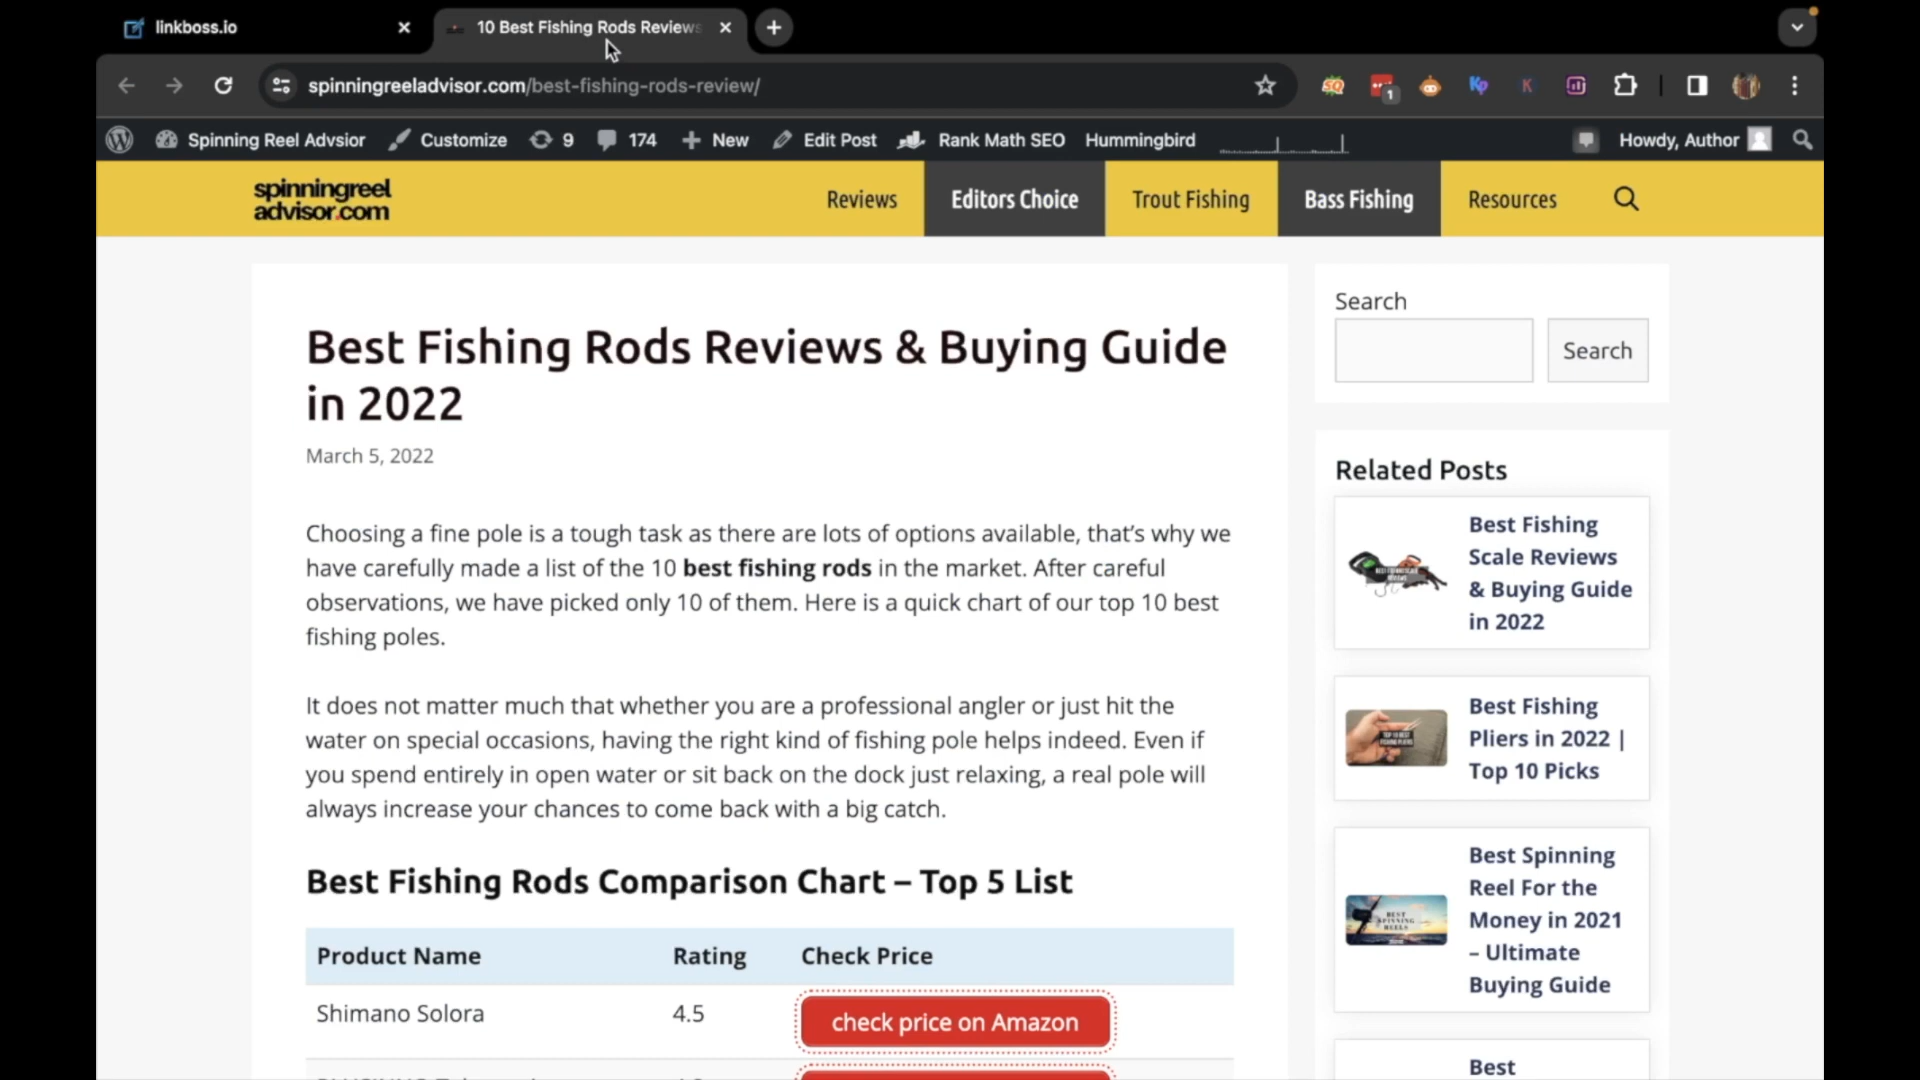 linkboss.io
10 Best Fishing Rods Reviews
spinningreeladvisor.com/best-fishing-rods-review/
1
Spinning Reel Advsior Customize 9 174 New Edit Post Rank Math SEO Hummingbird Howdy, Author
spinningreel
advisor.com
Reviews Editors Choice Trout Fishing Bass Fishing Resources
Best Fishing Rods Reviews & Buying Guide
in 2022
March 5, 2022
Choosing a fine pole is a tough task as there are lots of options available, that's why we
have carefully made a list of the 10 best fishing rods in the market. After careful
observations, we have picked only 10 of them. Here is a quick chart of our top 10 best
fishing poles.
It does not matter much that whether you are a professional angler or just hit the
water on special occasions, having the right kind of fishing pole helps indeed. Even if
you spend entirely in open water or sit back on the dock just relaxing, a real pole will
always increase your chances to come back with a big catch.
Best Fishing Rods Comparison Chart – Top 5 List
Product Name Rating Check Price
Shimano Solora 4.5 check price on Amazon
Search
Search
Related Posts
Best Fishing
Scale Reviews
& Buying Guide
in 2022
Best Fishing
Pliers in 2022 |
Top 10 Picks
BEST
SPINNING
REELS
Best Spinning
Reel For the
Money in 2021
– Ultimate
Buying Guide
Best